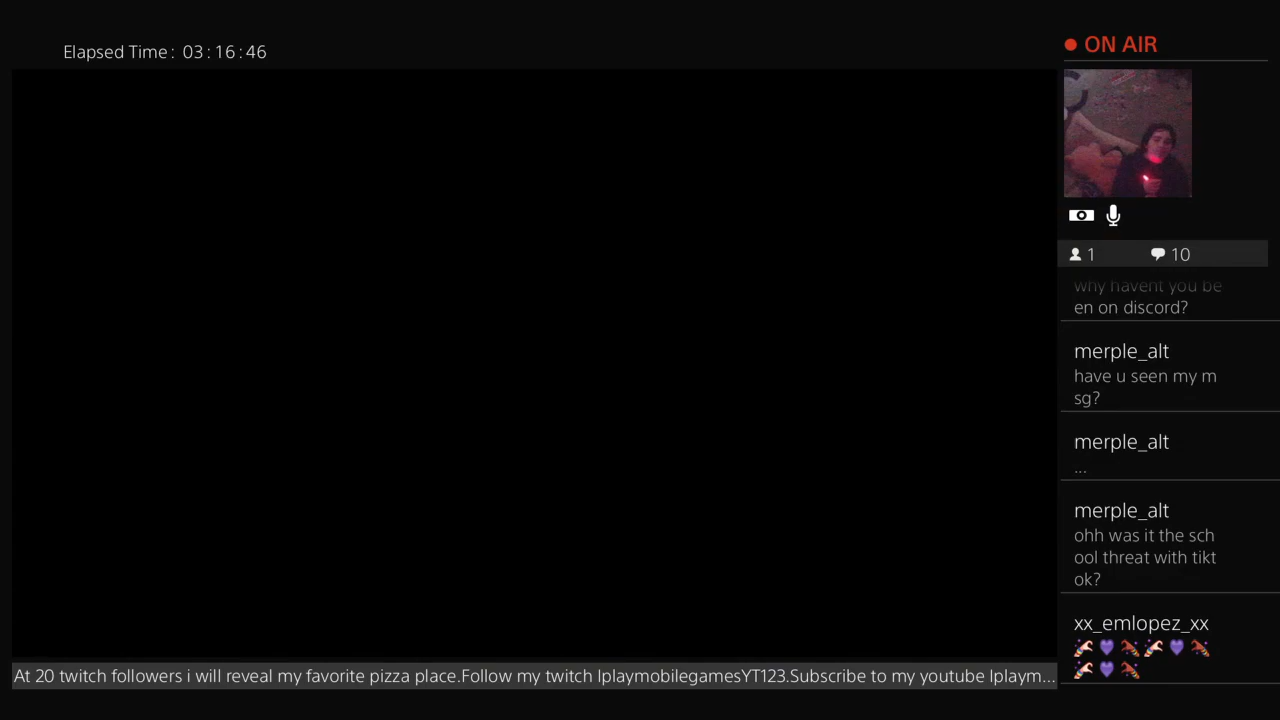 Elapsed Time: 03:16:46
ON AIR
1
10
why havent you be
en on discord?
merple_alt
have u seen my m
sg?
merple_alt
...
merple_alt
ohh was it the sch
ool threat with tikt
ok?
xx_emlopez_xx
At 20 twitch followers i will reveal my favorite pizza place.Follow my twitch IplaymobilegamesYT123.Subscribe to my youtube Iplaym...